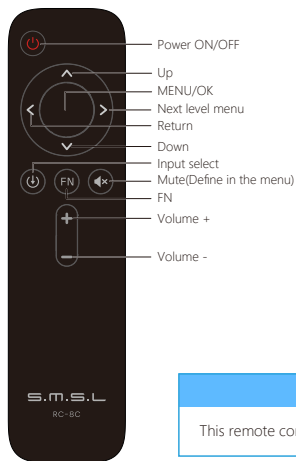 Power ON/OFF
Up
MENU/OK
Next level menu
Return
Down
Input select
Mute(Define in the menu)
FN
FN
Volume +
Volume -
S.M.S.L
RC-8C
This remote con